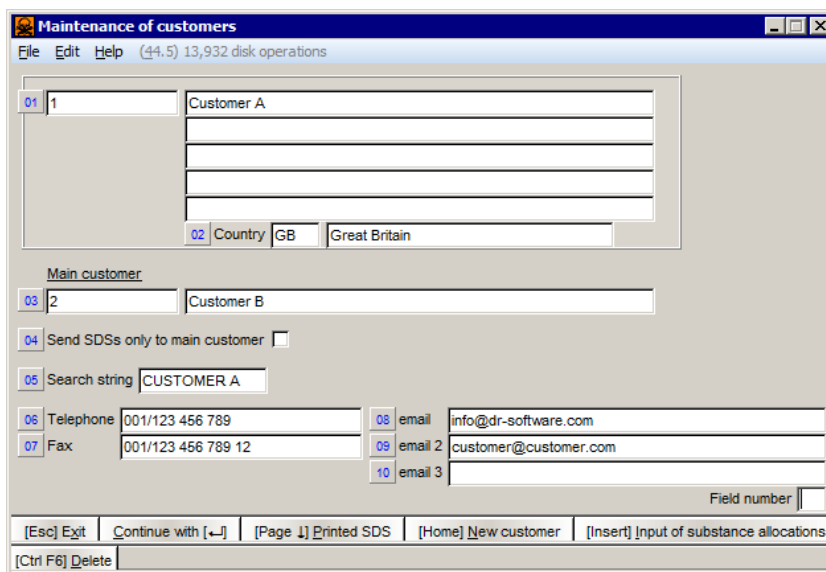 Maintenance of customers
File Edit Help (44.5) 13,932 disk operations
01 1 Customer A
02 Country GB Great Britain
Main customer
03 2 Customer B
04 Send SDSs only to main customer
05 Search string CUSTOMER A
06 Telephone 001/123 456 789 08 email info@dr-software.com
07 Fax 001/123 456 789 12 09 email 2 customer@customer.com
10 email 3
Field number
[Esc] Exit Continue with [↵] [Page ↓] Printed SDS [Home] New customer [Insert] Input of substance allocations
[Ctrl F6] Delete